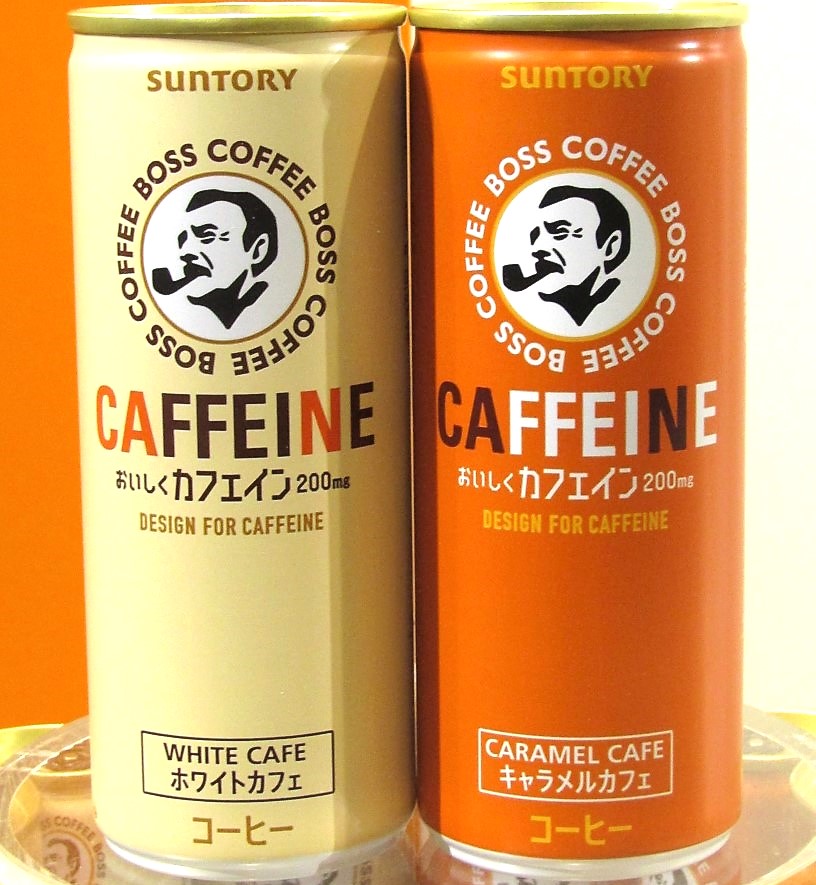 SUNTORY
BOSS COFFEE BOSS COFFEE BOSS COFFEE
CAFFEINE
おいしくカフェイン200mg
DESIGN FOR CAFFEINE
WHITE CAFE
ホワイトカフェ
コーヒー
SUNTORY
BOSS COFFEE BOSS COFFEE BOSS COFFEE
CAFFEINE
おいしくカフェイン200mg
DESIGN FOR CAFFEINE
CARAMEL CAFE
キャラメルカフェ
コーヒー
COFFEE BOSS